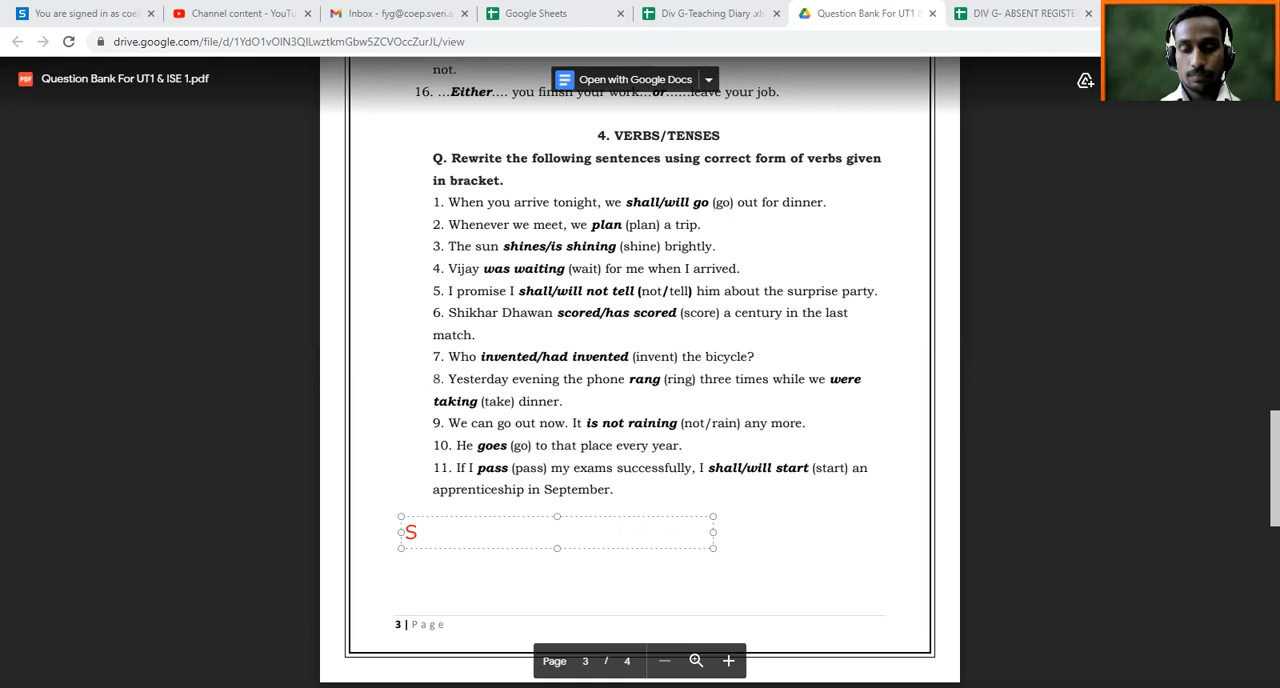 You are signed in as coe
Channel content - YouTu
Inbox - fyg@coep.sveri.a
Google Sheets
Div G-Teaching Diary .xls
Question Bank For UT1 &
DIV G- ABSENT REGISTE
drive.google.com/file/d/1YdO1vOlN3QlLwztkmGbw5ZCVOccZurJL/view
PDF Question Bank For UT1 & ISE 1.pdf
Open with Google Docs
not.
16. ...Either.... you finish your work...or......leave your job.
4. VERBS/TENSES
Q. Rewrite the following sentences using correct form of verbs given
in bracket.
1. When you arrive tonight, we shall/will go (go) out for dinner.
2. Whenever we meet, we plan (plan) a trip.
3. The sun shines/is shining (shine) brightly.
4. Vijay was waiting (wait) for me when I arrived.
5. I promise I shall/will not tell (not/tell) him about the surprise party.
6. Shikhar Dhawan scored/has scored (score) a century in the last
match.
7. Who invented/had invented (invent) the bicycle?
8. Yesterday evening the phone rang (ring) three times while we were
taking (take) dinner.
9. We can go out now. It is not raining (not/rain) any more.
10. He goes (go) to that place every year.
11. If I pass (pass) my exams successfully, I shall/will start (start) an
apprenticeship in September.
S
3 | Page
Page 3 / 4